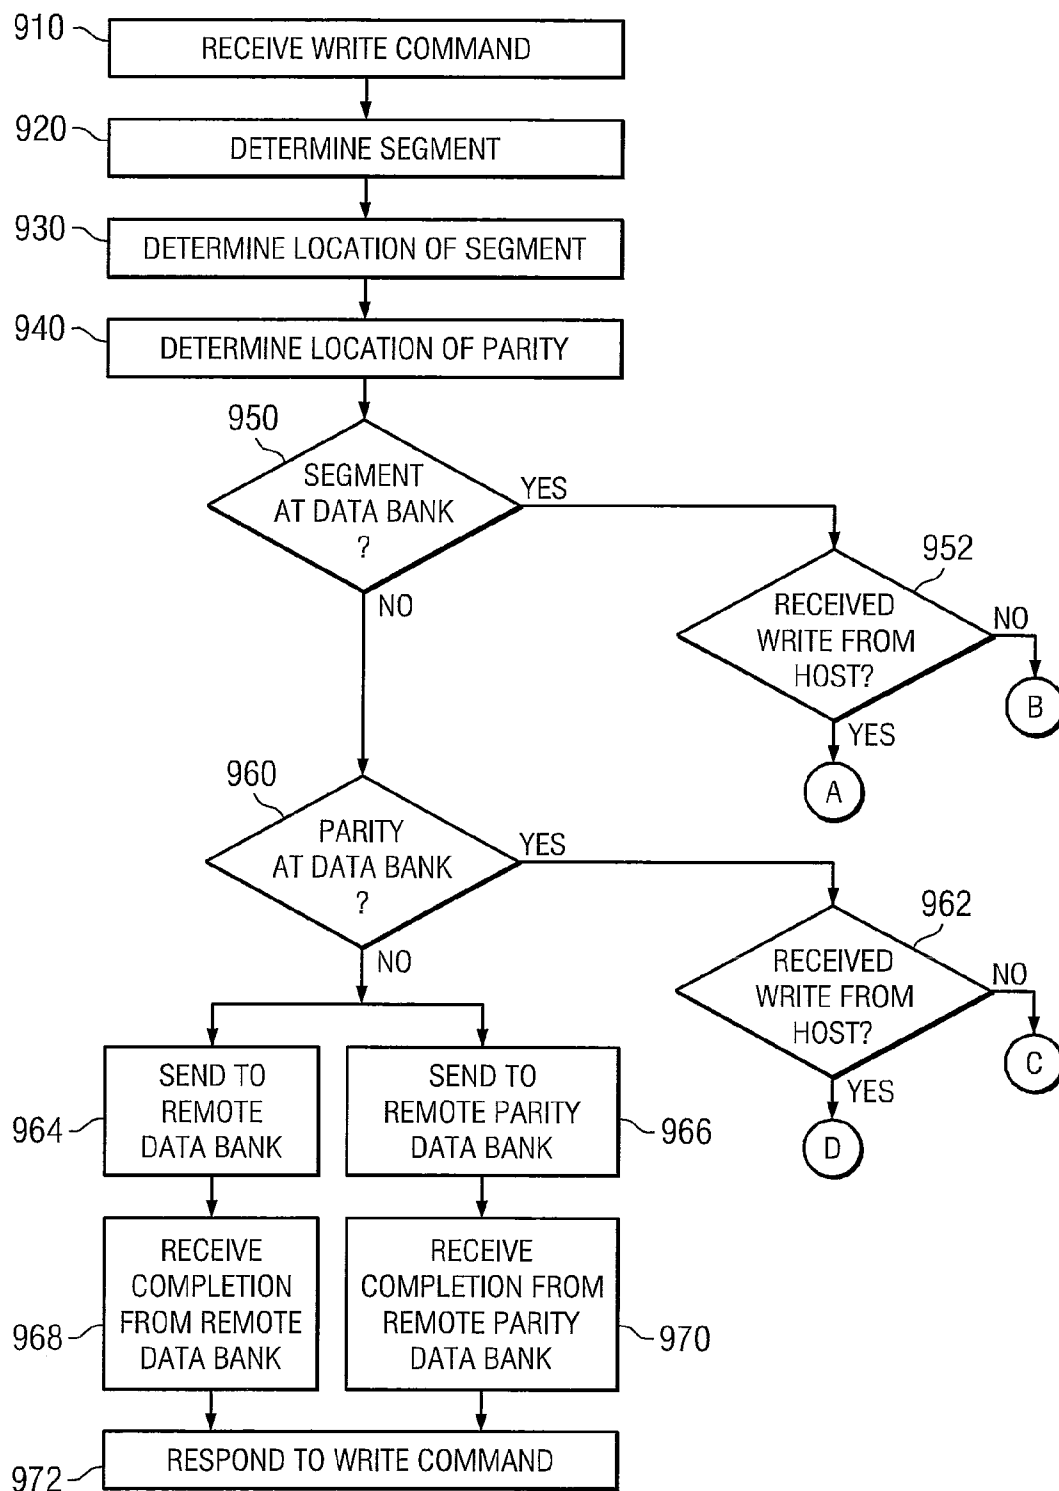 910
RECEIVE WRITE COMMAND
920
DETERMINE SEGMENT
930
DETERMINE LOCATION OF SEGMENT
940
DETERMINE LOCATION OF PARITY
950
SEGMENT
AT DATA BANK
?
YES
NO
952
RECEIVED
WRITE FROM
HOST?
NO
B
YES
A
960
PARITY
AT DATA BANK
?
YES
NO
962
RECEIVED
WRITE FROM
HOST?
NO
C
YES
D
964
SEND TO
REMOTE
DATA BANK
SEND TO
REMOTE PARITY
DATA BANK
966
968
RECEIVE
COMPLETION
FROM REMOTE
DATA BANK
RECEIVE
COMPLETION FROM
REMOTE PARITY
DATA BANK
970
972
RESPOND TO WRITE COMMAND